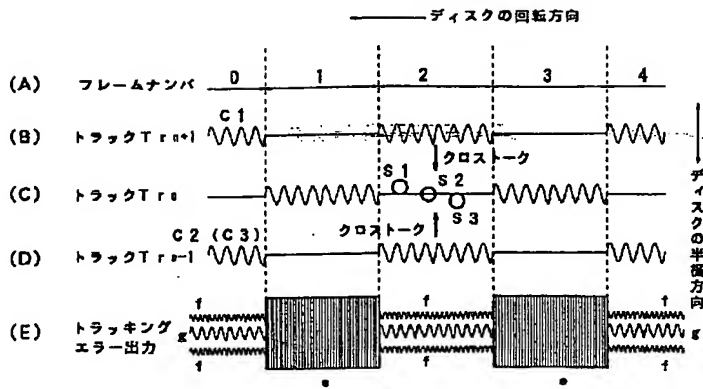 ディスクの回転方向
0 1 2 3 4
(A) フレームナンバ
C1
(B) トラックTrn+1
クロストーク
S1
(C) トラックTrn
S2
S3
C2 (C3)
クロストーク
(D) トラックTrn-1
f f f
(E) トラッキング g g
エラー出力
f f f
e e
ディスクの半径方向